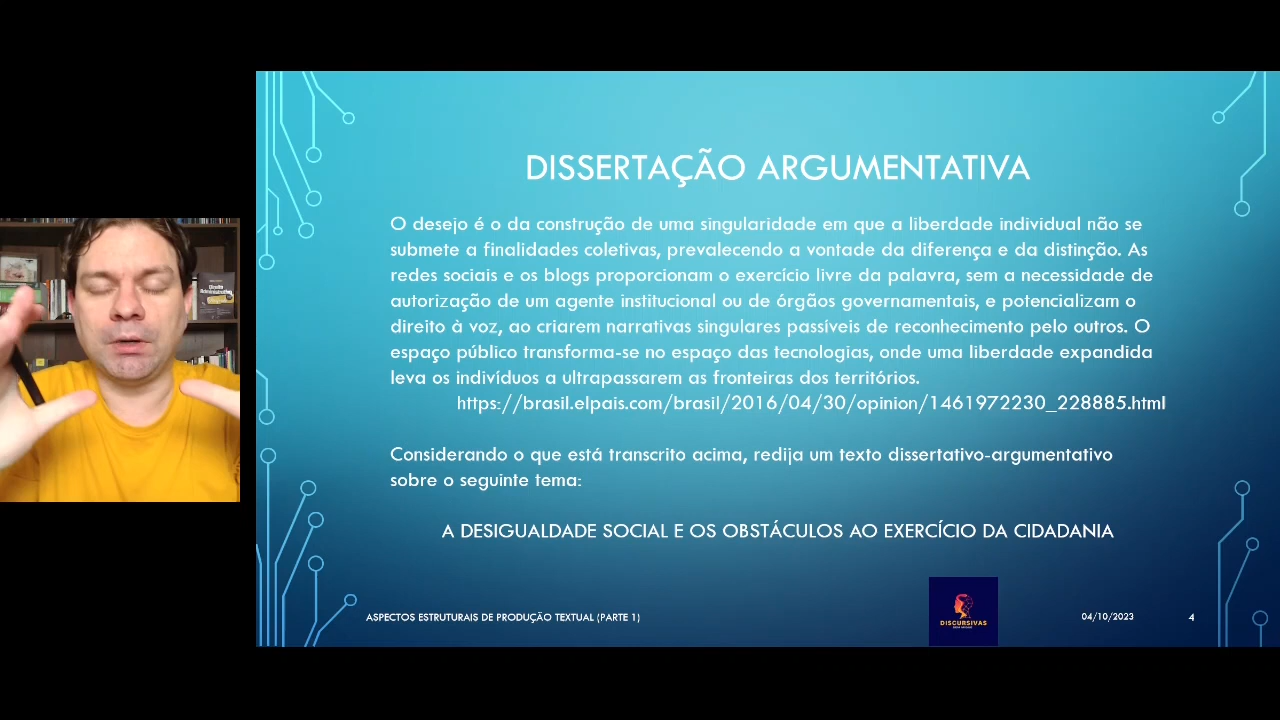 DISSERTAÇÃO ARGUMENTATIVA
O desejo é o da construção de uma singularidade em que a liberdade individual não se
submete a finalidades coletivas, prevalecendo a vontade da diferença e da distinção. As
redes sociais e os blogs proporcionam o exercício livre da palavra, sem a necessidade de
autorização de um agente institucional ou de órgãos governamentais, e potencializam o
direito à voz, ao criarem narrativas singulares passíveis de reconhecimento pelo outros. O
espaço público transforma-se no espaço das tecnologias, onde uma liberdade expandida
leva os indivíduos a ultrapassarem as fronteiras dos territórios.
https://brasil.elpais.com/brasil/2016/04/30/opinion/1461972230_228885.html
Considerando o que está transcrito acima, redija um texto dissertativo-argumentativo
sobre o seguinte tema:
A DESIGUALDADE SOCIAL E OS OBSTÁCULOS AO EXERCÍCIO DA CIDADANIA
Direito
Administrativo
ASPECTOS ESTRUTURAIS DE PRODUÇÃO TEXTUAL (PARTE 1)
DISCURSIVAS
04/10/2023
4